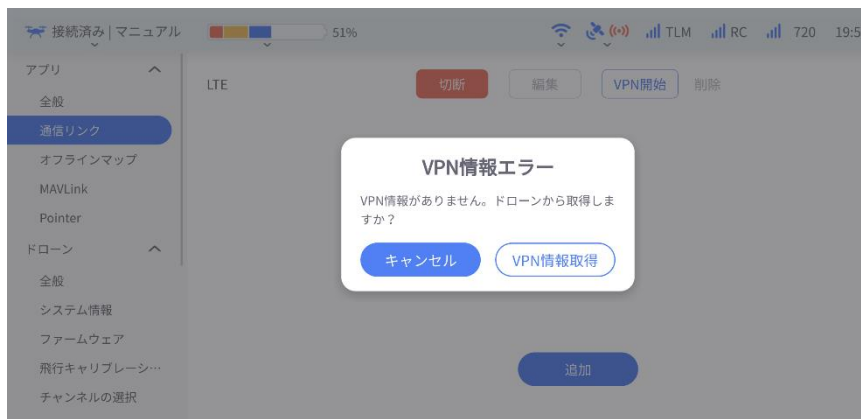 接続済み | マニュアル 51% TLM RC 720 19:5
アプリ
全般
通信リンク
オフラインマップ
MAVLink
Pointer
ドローン
全般
システム情報
ファームウェア
飛行キャリブレーシ…
チャンネルの選択
LTE 切断 編集 VPN開始 削除
VPN情報エラー
VPN情報がありません。ドローンから取得しま
すか？
キャンセル VPN情報取得
追加